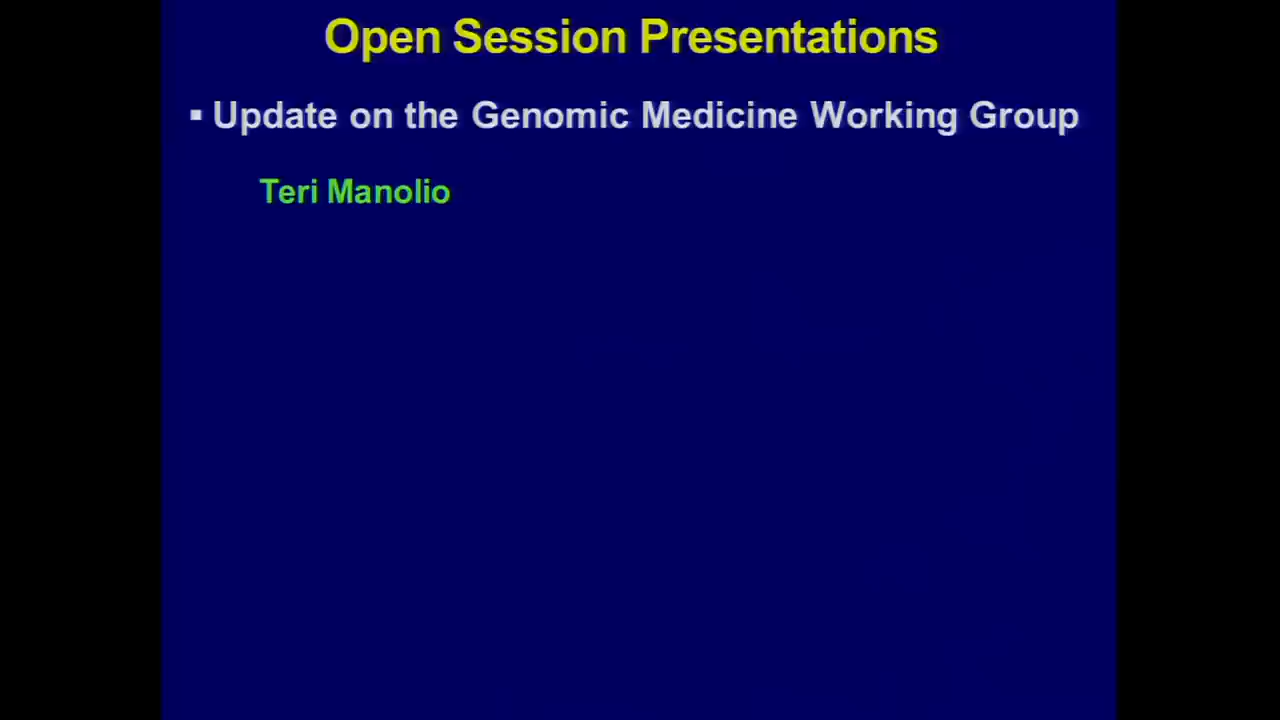 Open Session Presentations
▪ Update on the Genomic Medicine Working Group
Teri Manolio